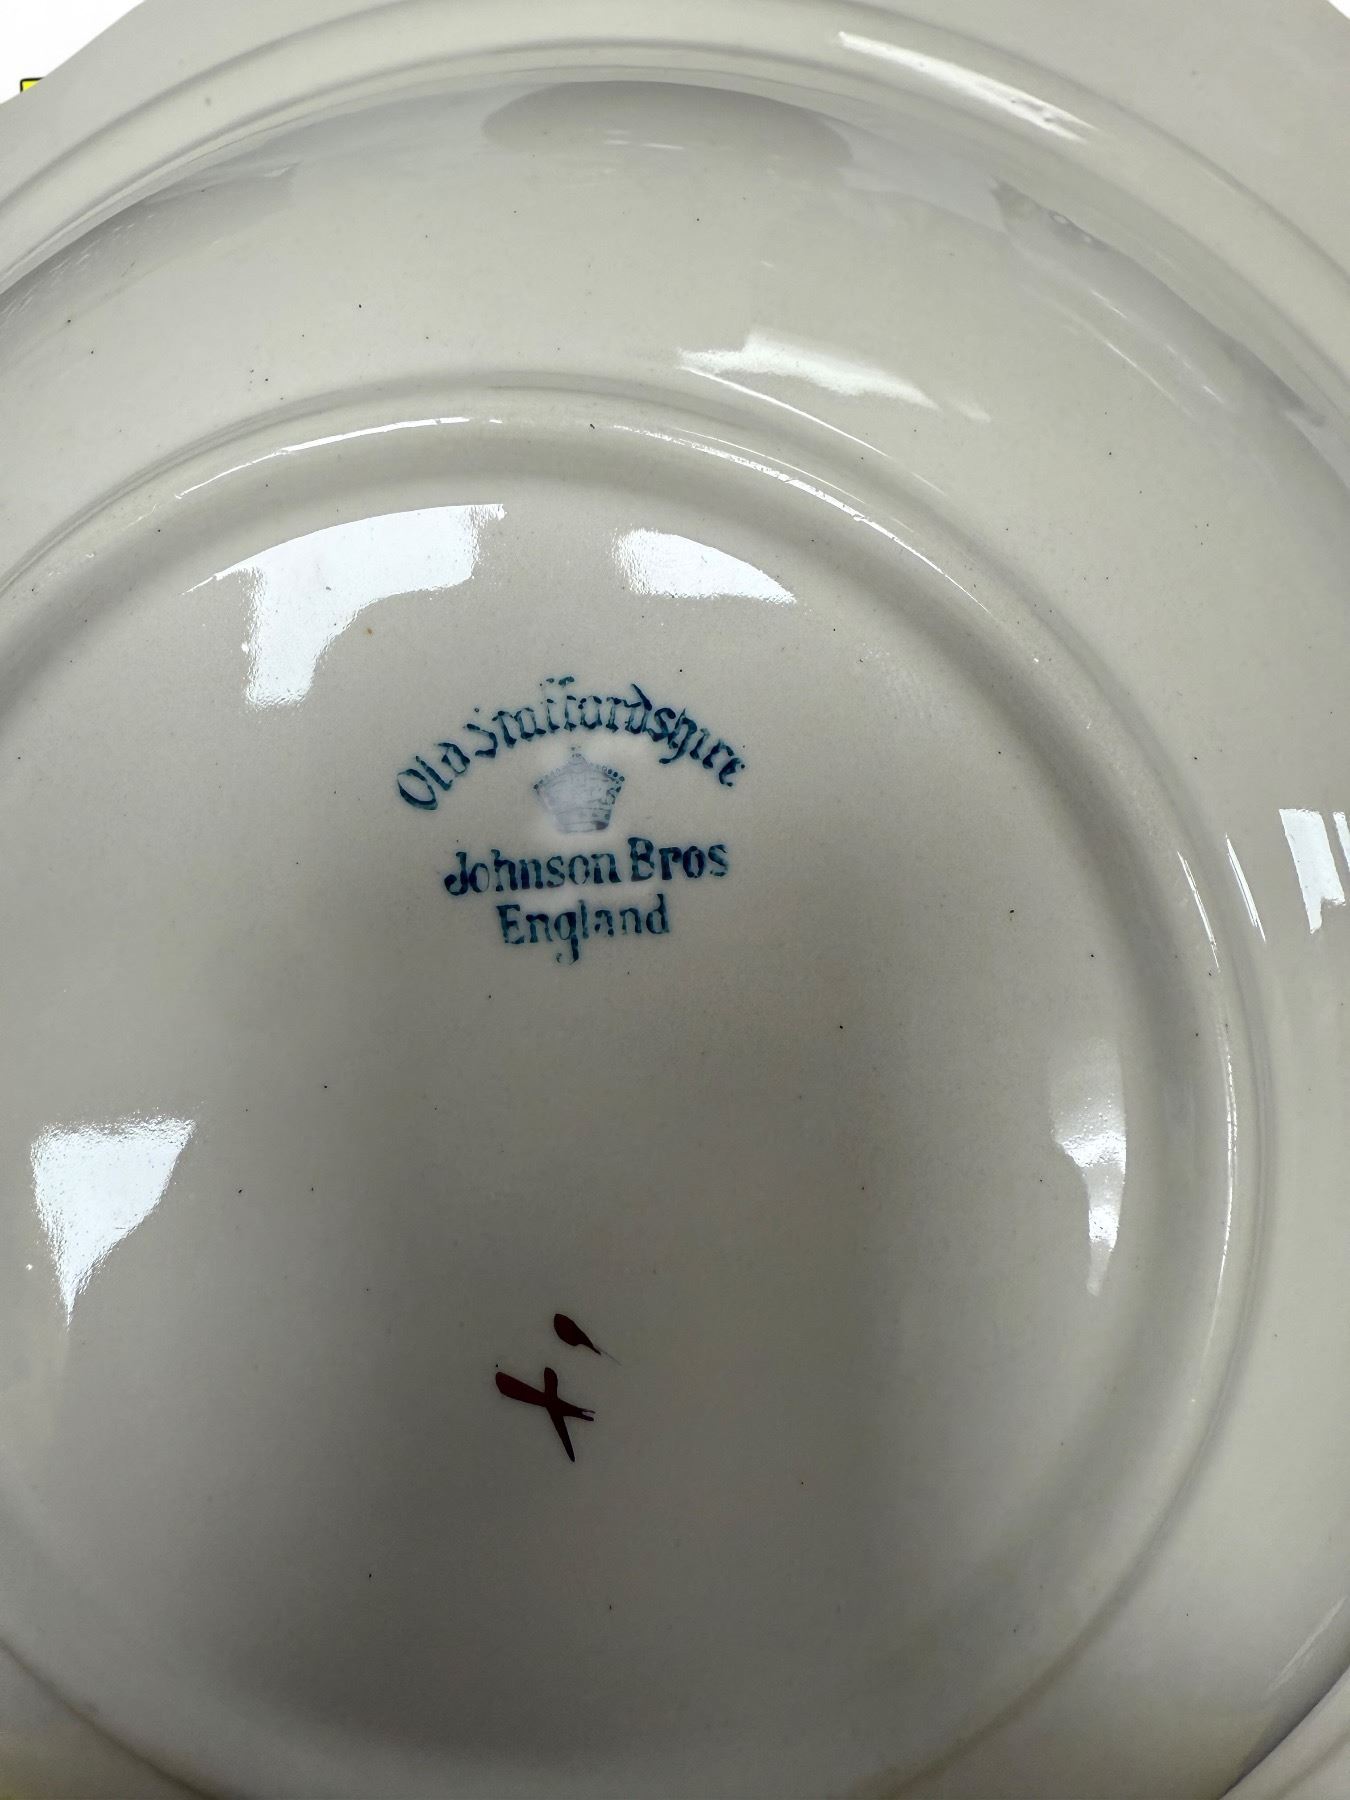 Old Staffordshire
Johnson Bros
England
X'